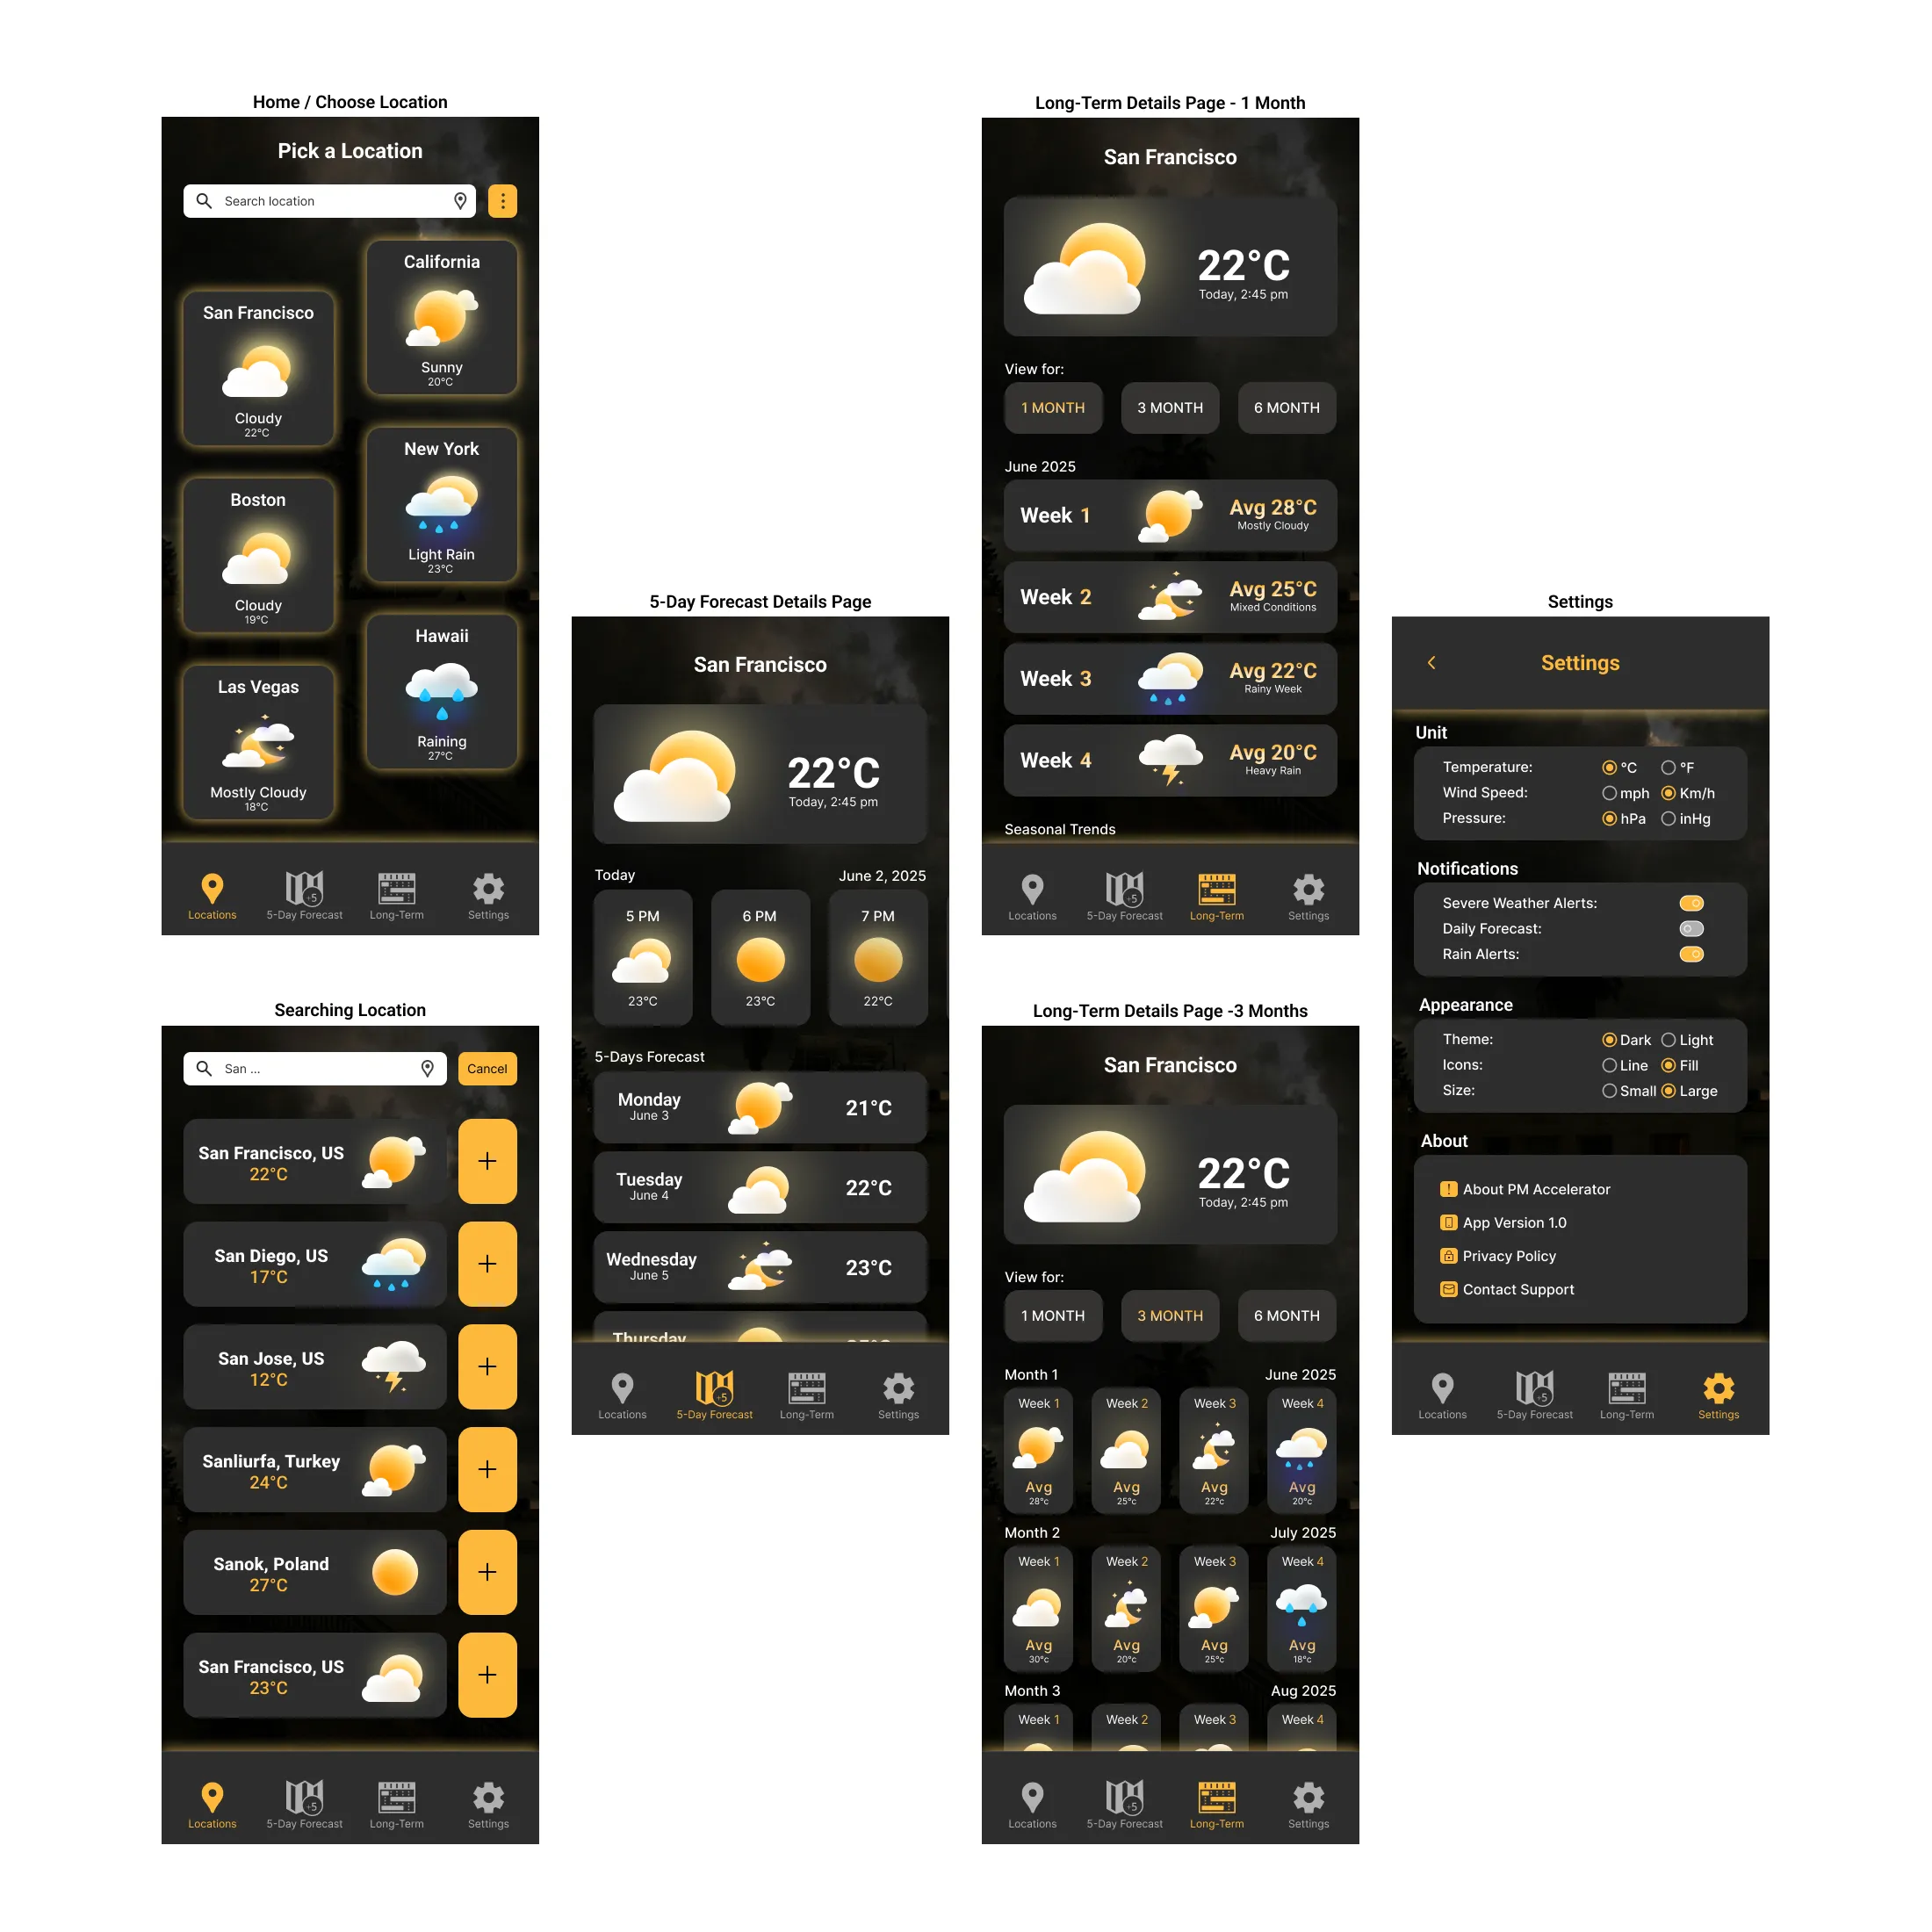 Home / Choose Location
Pick a Location
Search location
California
Sunny
20°C
San Francisco
Cloudy
22°C
New York
Light Rain
23°C
Boston
Cloudy
19°C
Hawaii
Raining
27°C
Las Vegas
Mostly Cloudy
18°C
Locations
5-Day Forecast
+5
Long-Term
Settings
Searching Location
San ...
Cancel
San Francisco, US
22°C
San Diego, US
17°C
San Jose, US
12°C
Sanliurfa, Turkey
24°C
Sanok, Poland
27°C
San Francisco, US
23°C
Locations
5-Day Forecast
+5
Long-Term
Settings
5-Day Forecast Details Page
San Francisco
22°C
Today, 2:45 pm
Today
June 2, 2025
5 PM
23°C
6 PM
23°C
7 PM
22°C
5-Days Forecast
Monday
June 3
21°C
Tuesday
June 4
22°C
Wednesday
June 5
23°C
Thursday
Locations
5-Day Forecast
+5
Long-Term
Settings
Long-Term Details Page - 1 Month
San Francisco
22°C
Today, 2:45 pm
View for:
1 MONTH
3 MONTH
6 MONTH
June 2025
Week 1
Avg 28°C
Mostly Cloudy
Week 2
Avg 25°C
Mixed Conditions
Week 3
Avg 22°C
Rainy Week
Week 4
Avg 20°C
Heavy Rain
Seasonal Trends
Locations
5-Day Forecast
+5
Long-Term
Settings
Long-Term Details Page -3 Months
San Francisco
22°C
Today, 2:45 pm
View for:
1 MONTH
3 MONTH
6 MONTH
Month 1
June 2025
Week 1
Avg
28°c
Week 2
Avg
25°c
Week 3
Avg
22°c
Week 4
Avg
20°c
Month 2
July 2025
Week 1
Avg
30°c
Week 2
Avg
20°c
Week 3
Avg
25°c
Week 4
Avg
18°c
Month 3
Aug 2025
Week 1
Week 2
Week 3
Week 4
Locations
5-Day Forecast
+5
Long-Term
Settings
Settings
Settings
Unit
Temperature: °C °F
Wind Speed: mph Km/h
Pressure: hPa inHg
Notifications
Severe Weather Alerts:
Daily Forecast:
Rain Alerts:
Appearance
Theme: Dark Light
Icons: Line Fill
Size: Small Large
About
About PM Accelerator
App Version 1.0
Privacy Policy
Contact Support
Locations
5-Day Forecast
+5
Long-Term
Settings